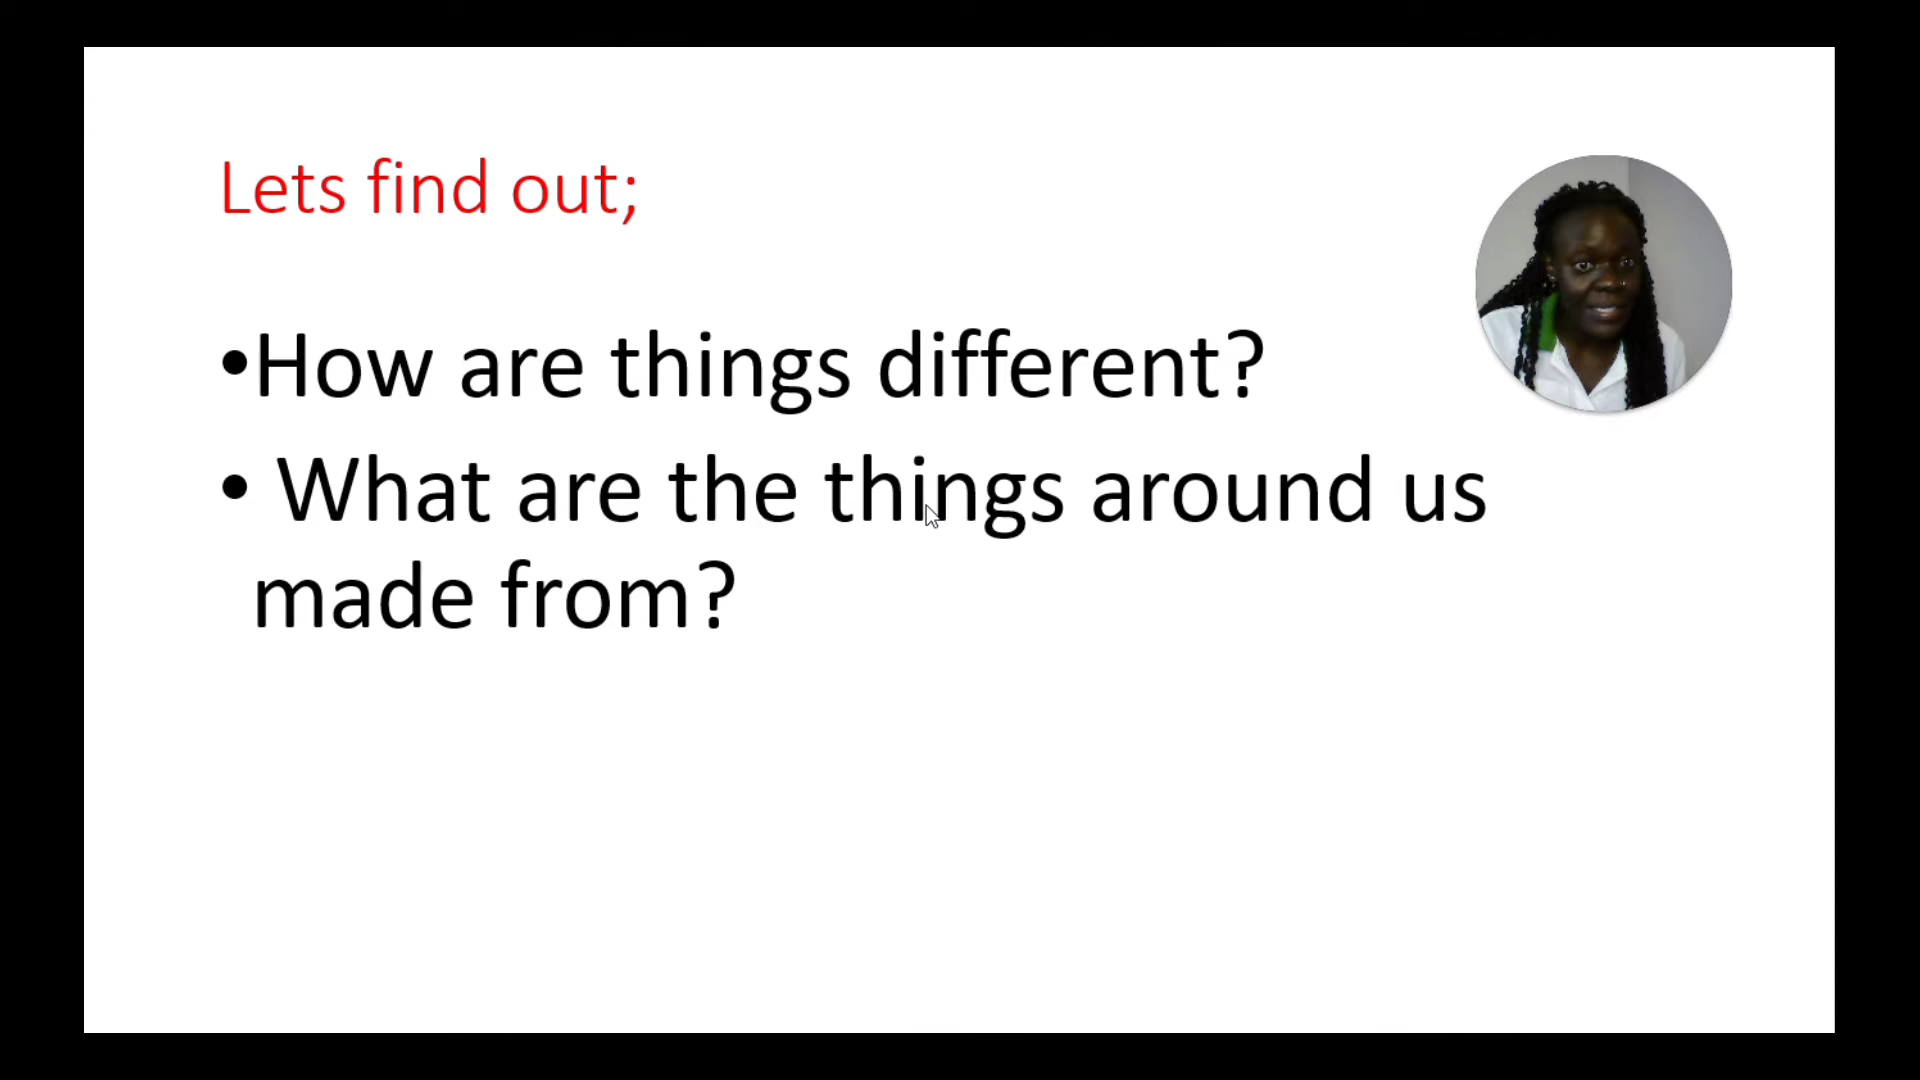 Lets find out;
•How are things different?
• What are the things around us
made from?